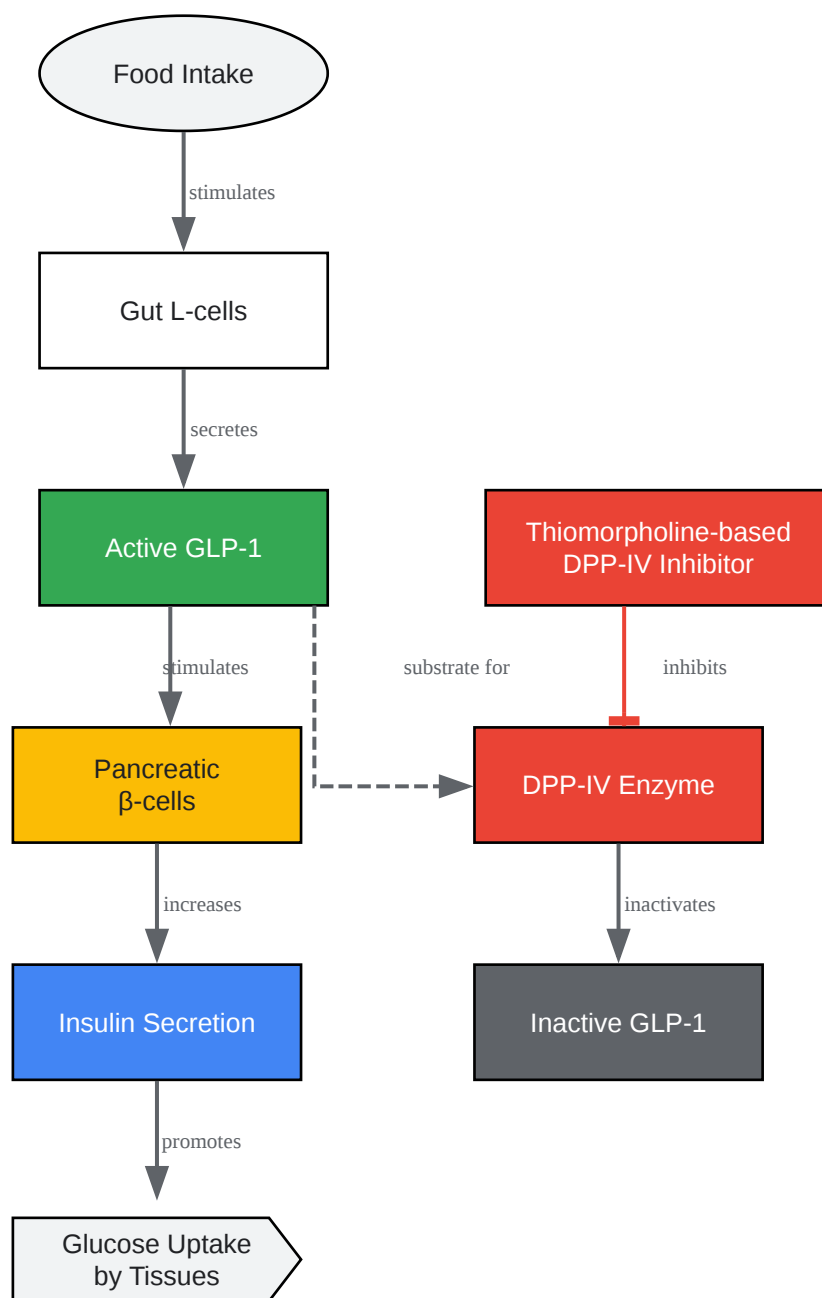 Food Intake
stimulates
Gut L-cells
secretes
Active GLP-1
Thiomorpholine-based
DPP-IV Inhibitor
stimulates
substrate for
inhibits
Pancreatic
β-cells
DPP-IV Enzyme
increases
inactivates
Insulin Secretion
Inactive GLP-1
promotes
Glucose Uptake
by Tissues